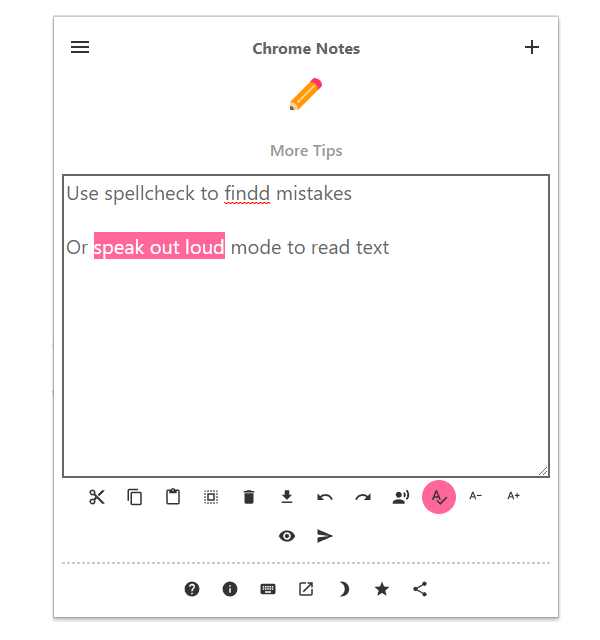 Chrome Notes
More Tips
Use spellcheck to findd mistakes
Or speak out loud mode to read text
A-
A+